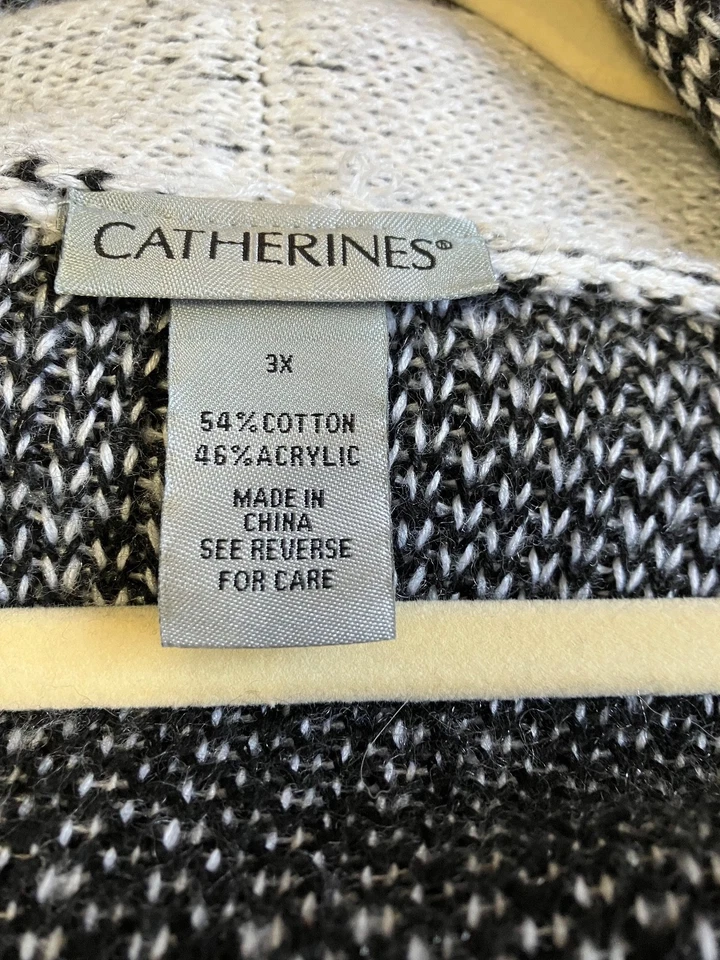 CATHERINES®
3X
54% COTTON
46% ACRYLIC
MADE IN
CHINA
SEE REVERSE
FOR CARE